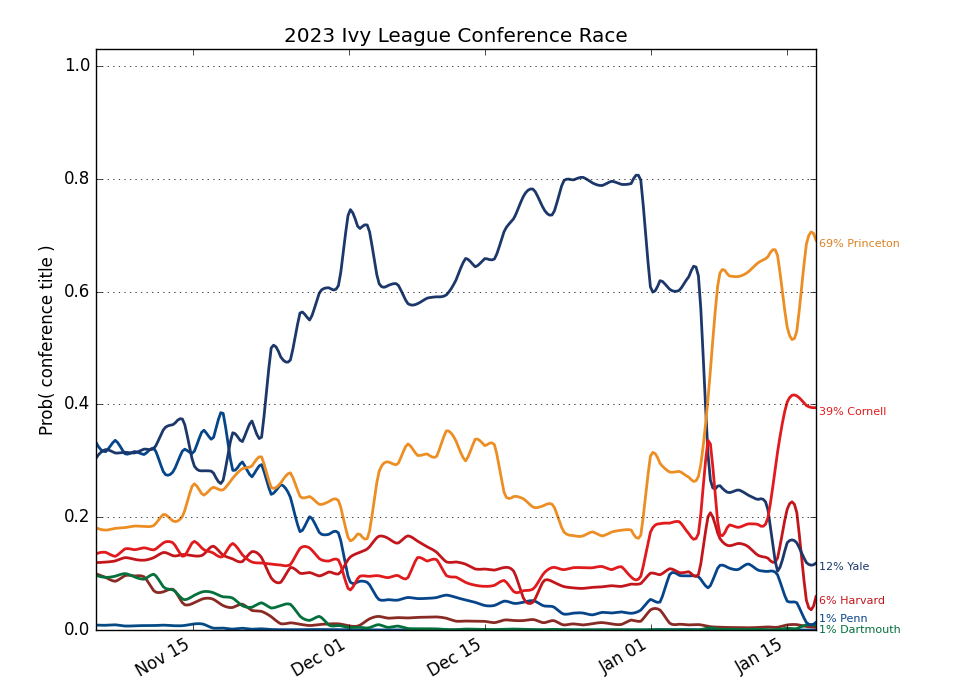 2023 Ivy League Conference Race
Prob( conference title )
1.0
0.8
0.6
0.4
0.2
0.0
Nov 15
Dec 01
Dec 15
Jan 01
Jan 15
69% Princeton
39% Cornell
12% Yale
6% Harvard
1% Penn
1% Dartmouth